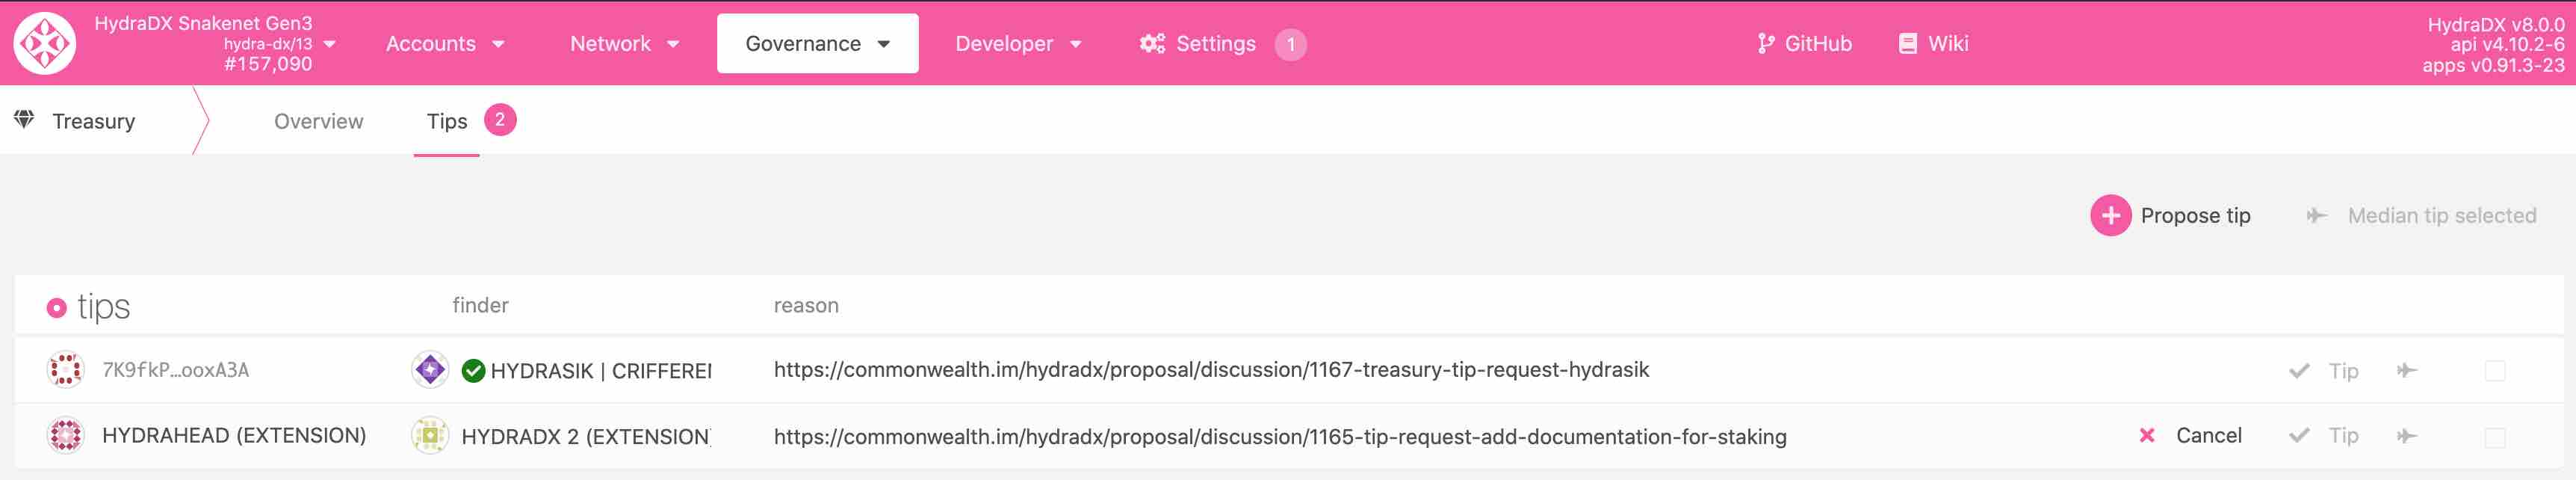 HydraDX Snakenet Gen3
hydra-dx/13
#157,090
Accounts
Network
Governance
Developer
Settings 1
GitHub
Wiki
HydraDX v8.0.0
api v4.10.2-6
apps v0.91.3-23
Treasury
Overview
Tips 2
Propose tip
Median tip selected
tips finder reason
7K9fkP…ooxA3A HYDRASIK | CRIFFEREN https://commonwealth.im/hydradx/proposal/discussion/1167-treasury-tip-request-hydrasik Tip
HYDRAHEAD (EXTENSION) HYDRADX 2 (EXTENSION) https://commonwealth.im/hydradx/proposal/discussion/1165-tip-request-add-documentation-for-staking Cancel Tip